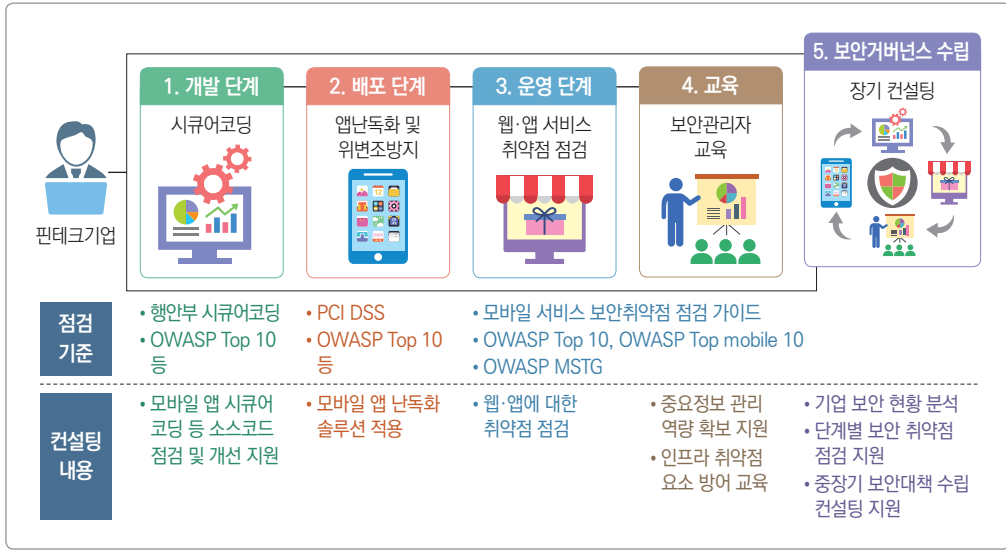 핀테크기업
1. 개발 단계
시큐어코딩
2. 배포 단계
앱난독화 및
위변조방지
3. 운영 단계
웹·앱 서비스
취약점 점검
4. 교육
보안관리자
교육
5. 보안거버넌스 수립
장기 컨설팅
점검
기준
• 행안부 시큐어코딩
• OWASP Top 10
등
• PCI DSS
• OWASP Top 10
등
• 모바일 서비스 보안취약점 점검 가이드
• OWASP Top 10, OWASP Top mobile 10
• OWASP MSTG
컨설팅
내용
• 모바일 앱 시큐어
코딩 등 소스코드
점검 및 개선 지원
• 모바일 앱 난독화
솔루션 적용
• 웹·앱에 대한
취약점 점검
• 중요정보 관리
역량 확보 지원
• 인프라 취약점
요소 방어 교육
• 기업 보안 현황 분석
• 단계별 보안 취약점
점검 지원
• 중장기 보안대책 수립
컨설팅 지원